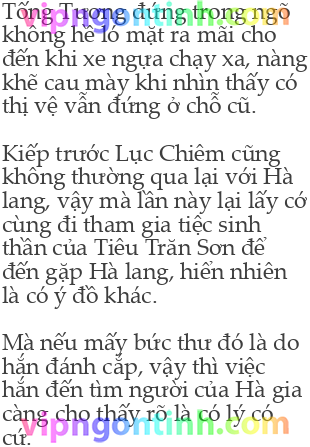 Tống Tương đứng trong ngõ
không hề ló mặt ra mãi cho
đến khi xe ngựa chạy xa, nàng
khẽ cau mày khi nhìn thấy có
thị vệ vẫn đứng ở chỗ cũ.
Kiếp trước Lục Chiêm cũng
không thường qua lại với Hà
lang, vậy mà lần này lại lấy cớ
cùng đi tham gia tiệc sinh
thần của Tiêu Trăn Sơn để
đến gặp Hà lang, hiển nhiên
là có ý đồ khác.
Mà nếu mấy bức thư đó là do
hắn đánh cắp, vậy thì việc
hắn đến tìm người của Hà gia
càng cho thấy rõ là có lý có
cứ.
vipngontinh.com
vipngontinh.com